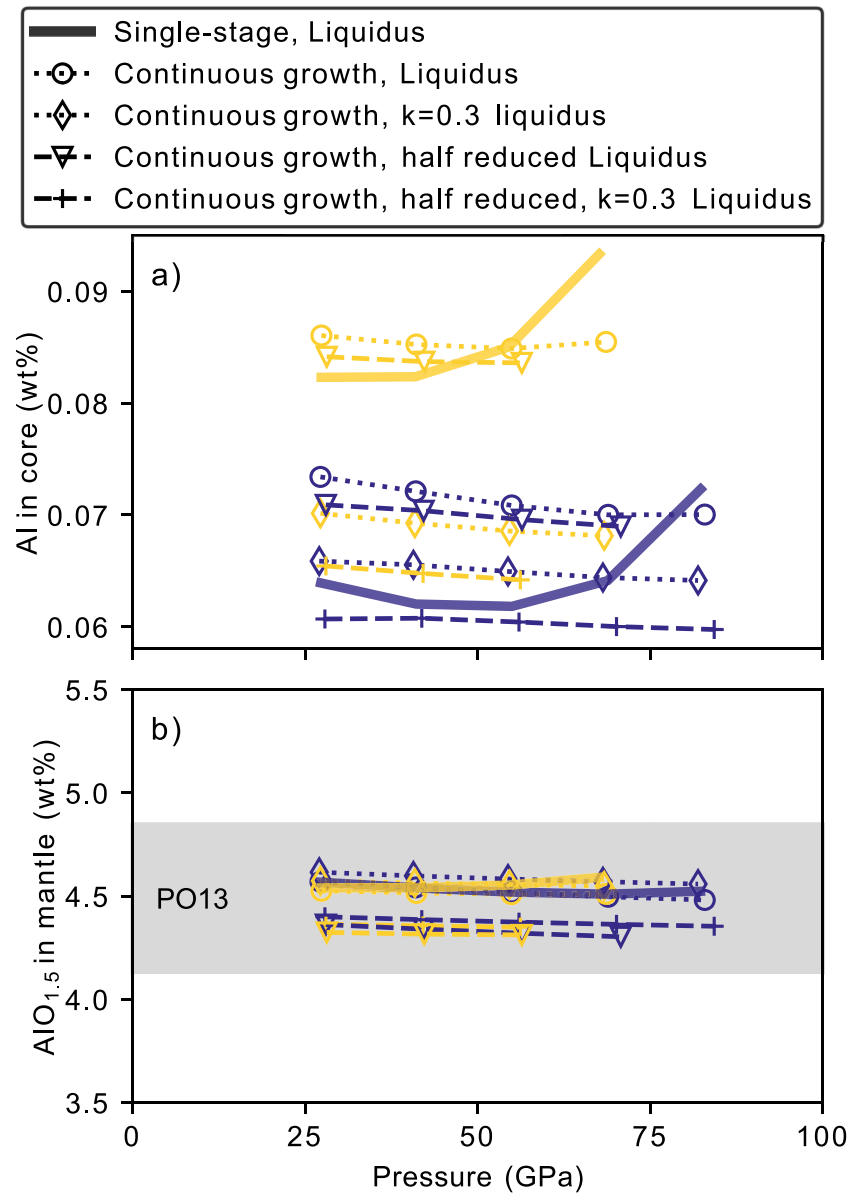 Single-stage, Liquidus
Continuous growth, Liquidus
Continuous growth, k=0.3 liquidus
Continuous growth, half reduced Liquidus
Continuous growth, half reduced, k=0.3 Liquidus
a)
0.09
0.08
0.07
0.06
Al in core (wt%)
b)
5.5
5.0
4.5
4.0
3.5
PO13
AlO1.5 in mantle (wt%)
0
25
50
75
100
Pressure (GPa)